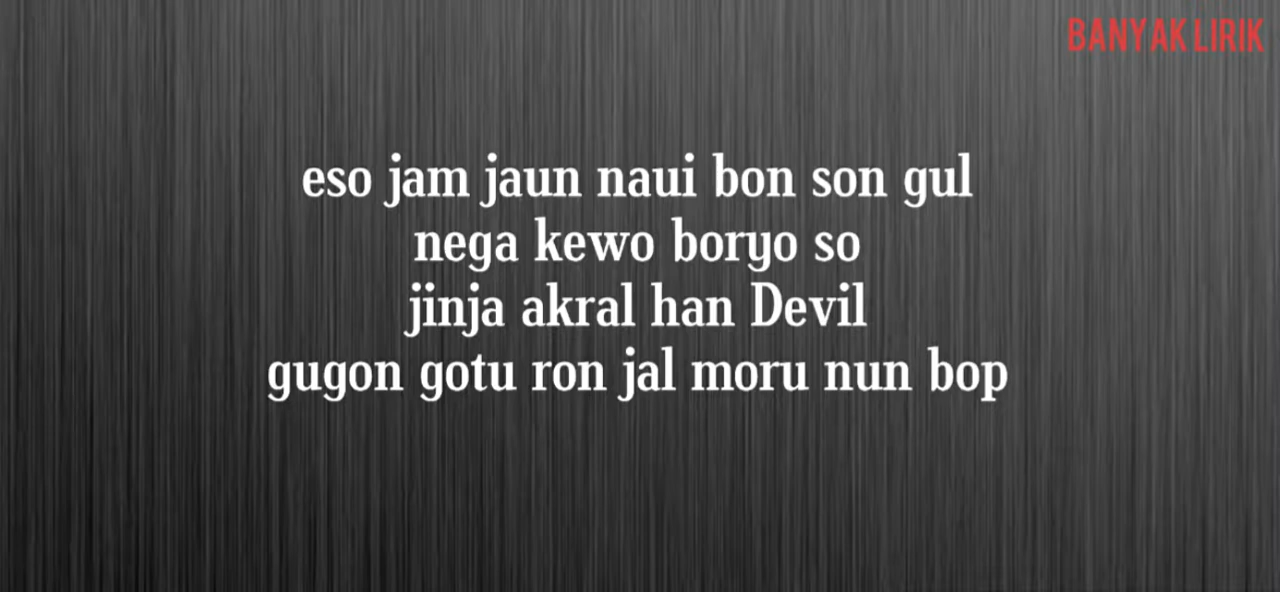 BANYAK LIRIK
eso jam jaun naui bon son gul
nega kewo boryo so
jinja akral han Devil
gugon gotu ron jal moru nun bop